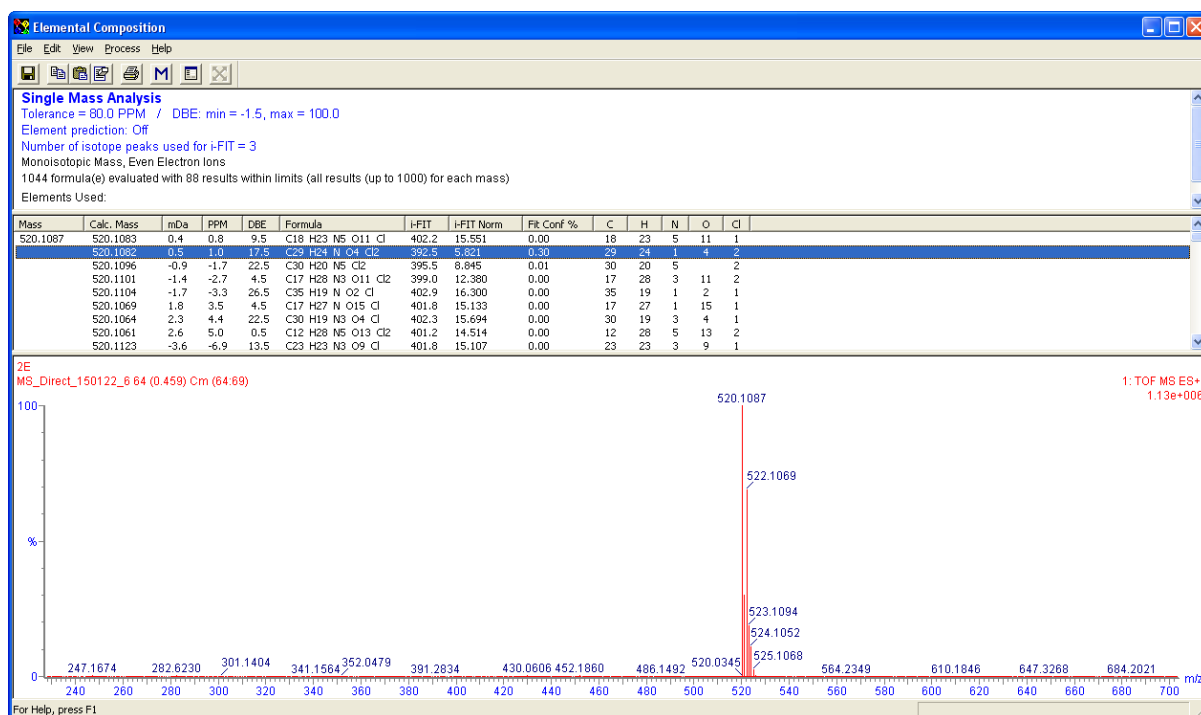 Elemental Composition
File Edit View Process Help
Single Mass Analysis
Tolerance = 80.0 PPM / DBE: min = -1.5, max = 100.0
Element prediction: Off
Number of isotope peaks used for i-FIT = 3
Monoisotopic Mass, Even Electron Ions
1044 formula(e) evaluated with 88 results within limits (all results (up to 1000) for each mass)
Elements Used:
Mass Calc. Mass mDa PPM DBE Formula i-FIT i-FIT Norm Fit Conf % C H N O Cl
520.1087 520.1083 0.4 0.8 9.5 C18 H23 N5 O11 Cl 402.2 15.551 0.00 18 23 5 11 1
520.1082 0.5 1.0 17.5 C29 H24 N O4 Cl2 392.5 5.821 0.30 29 24 1 4 2
520.1096 -0.9 -1.7 22.5 C30 H20 N5 Cl2 395.5 8.845 0.01 30 20 5 2
520.1101 -1.4 -2.7 4.5 C17 H28 N3 O11 Cl2 399.0 12.380 0.00 17 28 3 11 2
520.1104 -1.7 -3.3 26.5 C35 H19 N O2 Cl 402.9 16.300 0.00 35 19 1 2 1
520.1069 1.8 3.5 4.5 C17 H27 N O15 Cl 401.8 15.133 0.00 17 27 1 15 1
520.1064 2.3 4.4 22.5 C30 H19 N3 O4 Cl 402.3 15.694 0.00 30 19 3 4 1
520.1061 2.6 5.0 0.5 C12 H28 N5 O13 Cl2 401.2 14.514 0.00 12 28 5 13 2
520.1123 -3.6 -6.9 13.5 C23 H23 N3 O9 Cl 401.8 15.107 0.00 23 23 3 9 1
2E
MS_Direct_150122_6 64 (0.459) Cm (64:69)
1: TOF MS ES+
1.13e+006
100
520.1087
522.1069
%
523.1094
524.1052
525.1068
0
247.1674 282.6230 301.1404 341.1564 352.0479 391.2834 430.0606 452.1860 486.1492 520.0345 564.2349 610.1846 647.3268 684.2021
m/z
240 260 280 300 320 340 360 380 400 420 440 460 480 500 520 540 560 580 600 620 640 660 680 700
For Help, press F1